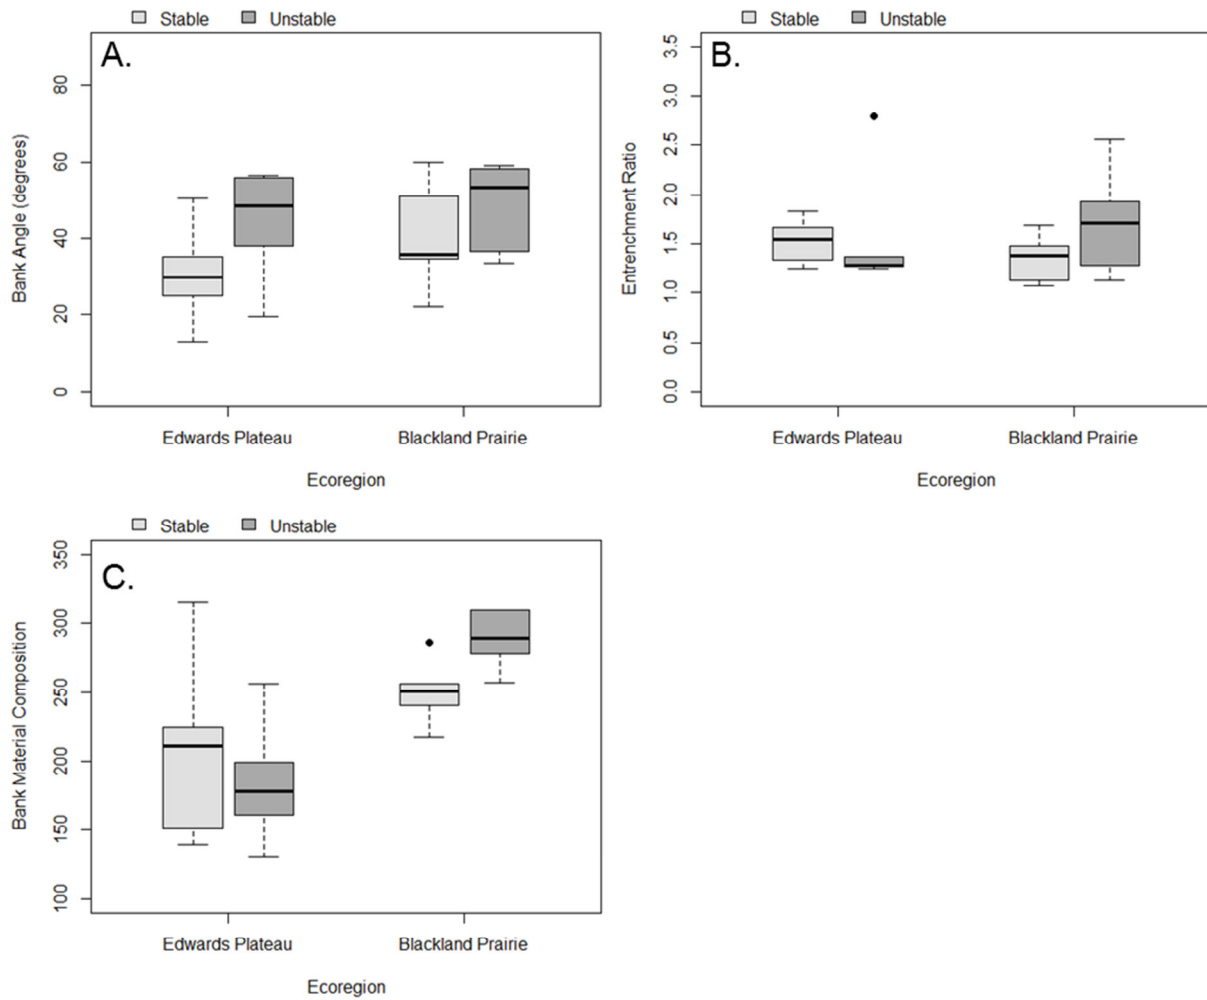 Stable Unstable
A.
Bank Angle (degrees)
80
60
40
20
0
Edwards Plateau Blackland Prairie
Ecoregion
Stable Unstable
B.
Entrenchment Ratio
3.5
3.0
2.5
2.0
1.5
1.0
0.5
0.0
Edwards Plateau Blackland Prairie
Ecoregion
Stable Unstable
C.
Bank Material Composition
350
300
250
200
150
100
Edwards Plateau Blackland Prairie
Ecoregion